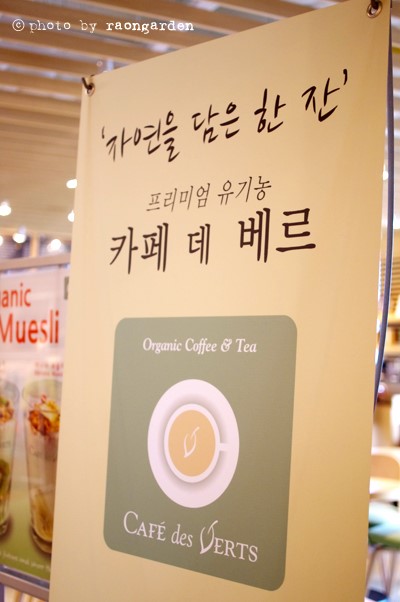 © photo by raongarden
‘자연을 담은 한 잔’
프리미엄 유기농
카페 데 베르
Organic Coffee & Tea
CAFÉ des VERTS
ganic
Muesli